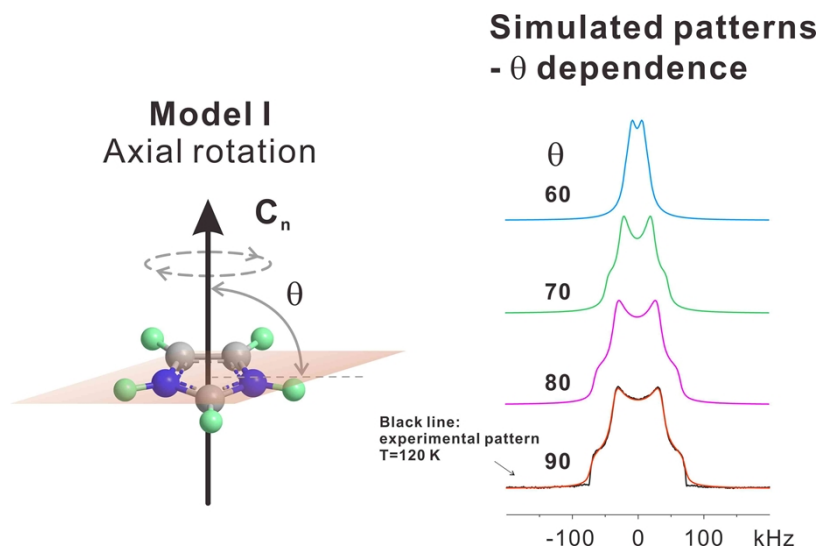 Simulated patterns
- θ dependence
Model I
Axial rotation
Cn
θ
θ
60
70
80
90
Black line:
experimental pattern
T=120 K
-100 0 100 kHz